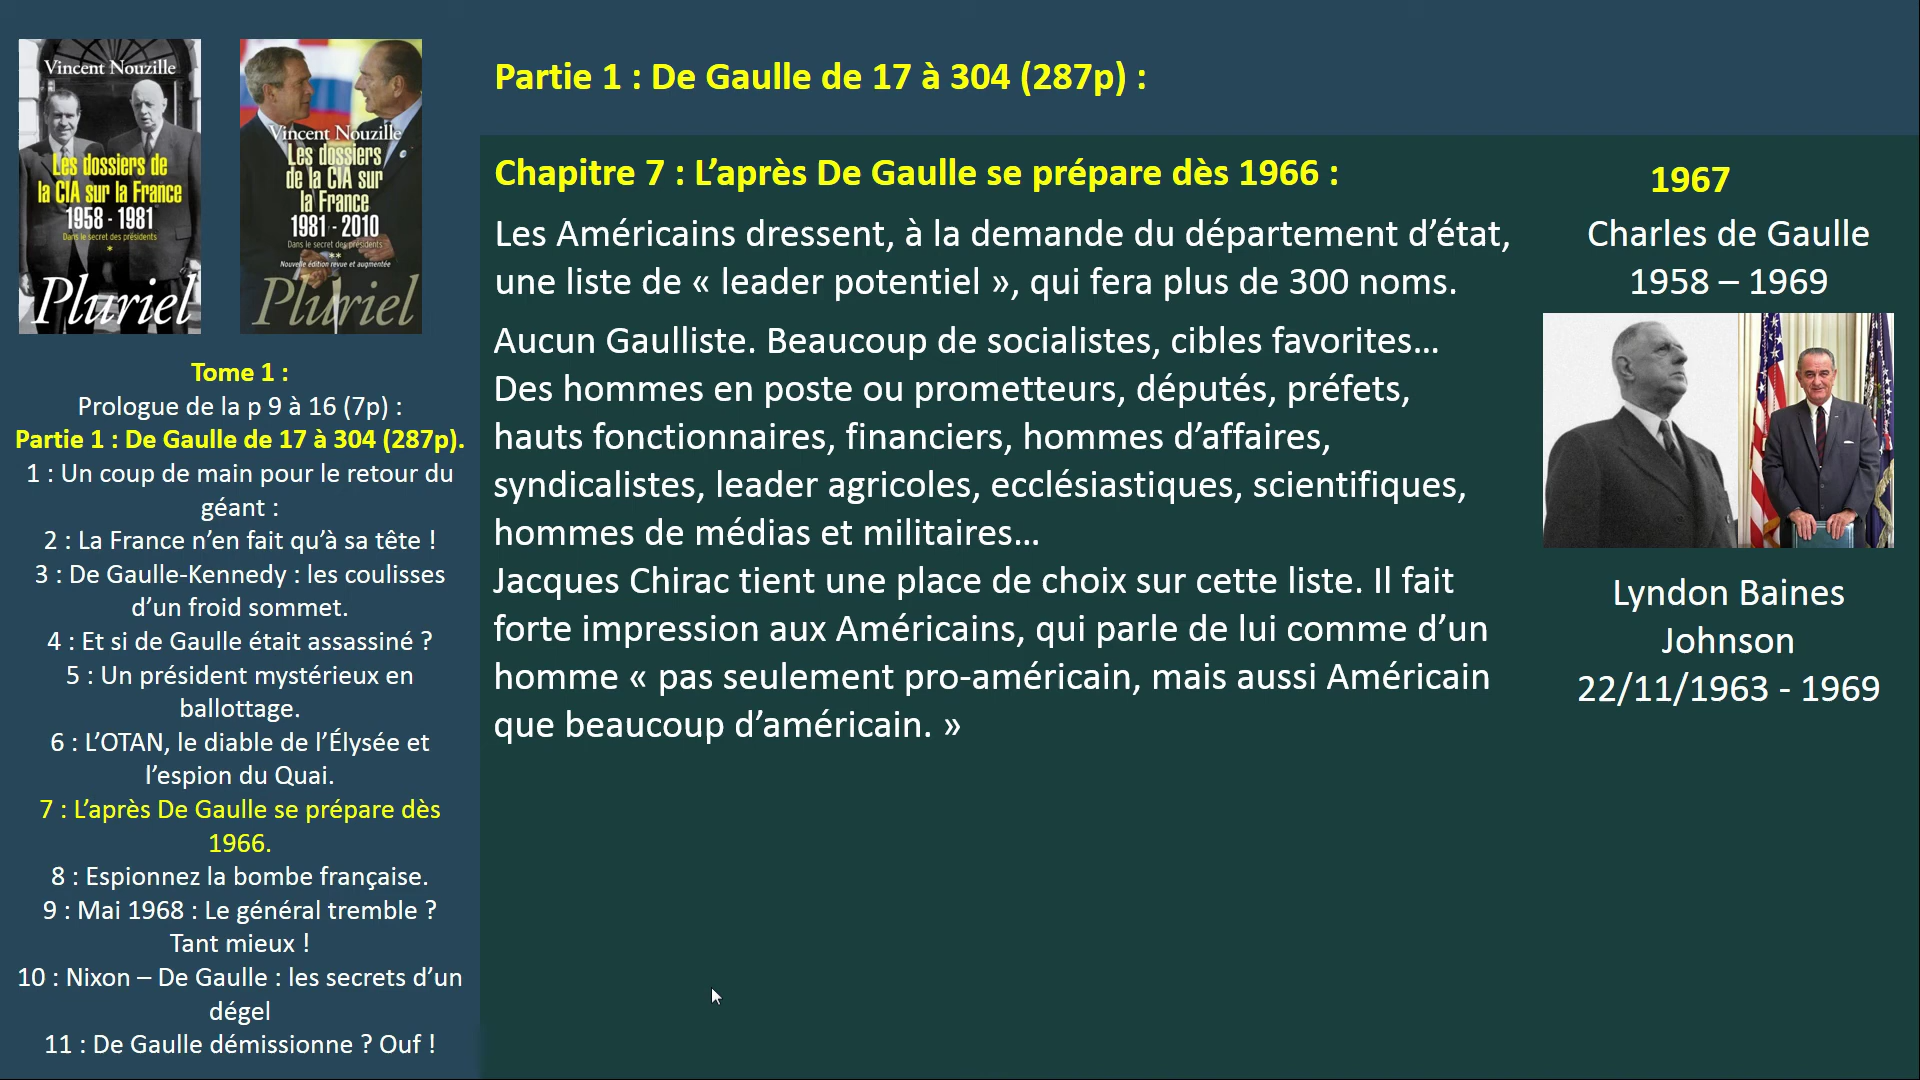 Vincent Nouzille
Les dossiers de
la CIA sur la France
1958 - 1981
Dans le secret des présidents
*
Pluriel
Vincent Nouzille
Les dossiers
de la CIA sur
la France
1981 - 2010
Dans le secret des présidents
**
Nouvelle édition revue et augmentée
Pluriel
Tome 1 :
Prologue de la p 9 à 16 (7p) :
Partie 1 : De Gaulle de 17 à 304 (287p).
1 : Un coup de main pour le retour du
géant :
2 : La France n’en fait qu’à sa tête !
3 : De Gaulle-Kennedy : les coulisses
d’un froid sommet.
4 : Et si de Gaulle était assassiné ?
5 : Un président mystérieux en
ballottage.
6 : L’OTAN, le diable de l’Élysée et
l’espion du Quai.
7 : L’après De Gaulle se prépare dès
1966.
8 : Espionnez la bombe française.
9 : Mai 1968 : Le général tremble ?
Tant mieux !
10 : Nixon – De Gaulle : les secrets d’un
dégel
11 : De Gaulle démissionne ? Ouf !
Partie 1 : De Gaulle de 17 à 304 (287p) :
Chapitre 7 : L’après De Gaulle se prépare dès 1966 :
Les Américains dressent, à la demande du département d’état,
une liste de « leader potentiel », qui fera plus de 300 noms.
Aucun Gaulliste. Beaucoup de socialistes, cibles favorites…
Des hommes en poste ou prometteurs, députés, préfets,
hauts fonctionnaires, financiers, hommes d’affaires,
syndicalistes, leader agricoles, ecclésiastiques, scientifiques,
hommes de médias et militaires…
Jacques Chirac tient une place de choix sur cette liste. Il fait
forte impression aux Américains, qui parle de lui comme d’un
homme « pas seulement pro-américain, mais aussi Américain
que beaucoup d’américain. »
1967
Charles de Gaulle
1958 – 1969
Lyndon Baines
Johnson
22/11/1963 - 1969